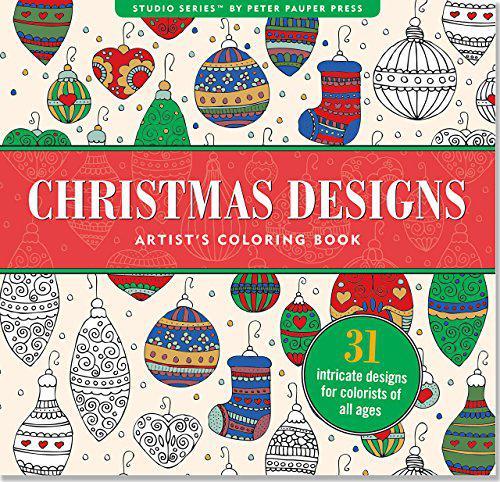 STUDIO SERIES™ BY PETER PAUPER PRESS
CHRISTMAS DESIGNS
ARTIST'S COLORING BOOK
31
intricate designs
for colorists of
all ages